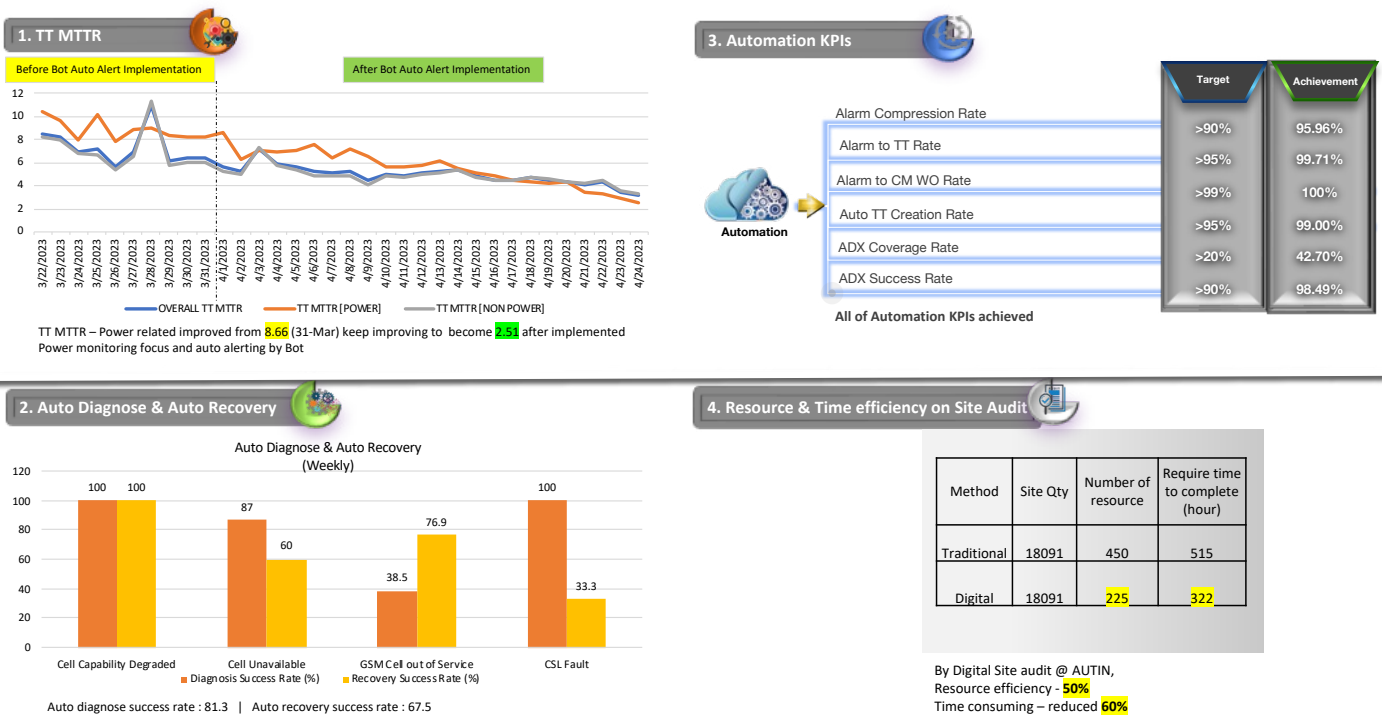 1. TT MTTR
Before Bot Auto Alert Implementation
After Bot Auto Alert Implementation
12
10
8
6
4
2
0
3/22/2023
3/23/2023
3/24/2023
3/25/2023
3/26/2023
3/27/2023
3/28/2023
3/29/2023
3/30/2023
3/31/2023
4/1/2023
4/2/2023
4/3/2023
4/4/2023
4/5/2023
4/6/2023
4/7/2023
4/8/2023
4/9/2023
4/10/2023
4/11/2023
4/12/2023
4/13/2023
4/14/2023
4/15/2023
4/16/2023
4/17/2023
4/18/2023
4/19/2023
4/20/2023
4/21/2023
4/22/2023
4/23/2023
4/24/2023
OVERALL TT MTTR TT MTTR [POWER] TT MTTR [NON POWER]
TT MTTR – Power related improved from 8.66 (31-Mar) keep improving to become 2.51 after implemented
Power monitoring focus and auto alerting by Bot
3. Automation KPIs
Target Achievement
Automation
Alarm Compression Rate >90% 95.96%
Alarm to TT Rate >95% 99.71%
Alarm to CM WO Rate >99% 100%
Auto TT Creation Rate >95% 99.00%
ADX Coverage Rate >20% 42.70%
ADX Success Rate >90% 98.49%
All of Automation KPIs achieved
2. Auto Diagnose & Auto Recovery
Auto Diagnose & Auto Recovery
(Weekly)
120
100
80
60
40
20
0
100 100
87 60
38.5 76.9
100 33.3
Cell Capability Degraded Cell Unavailable GSM Cell out of Service CSL Fault
Diagnosis Success Rate (%) Recovery Success Rate (%)
Auto diagnose success rate : 81.3 | Auto recovery success rate : 67.5
4. Resource & Time efficiency on Site Audit
Method Site Qty Number of resource Require time to complete (hour)
Traditional 18091 450 515
Digital 18091 225 322
By Digital Site audit @ AUTIN,
Resource efficiency - 50%
Time consuming – reduced 60%